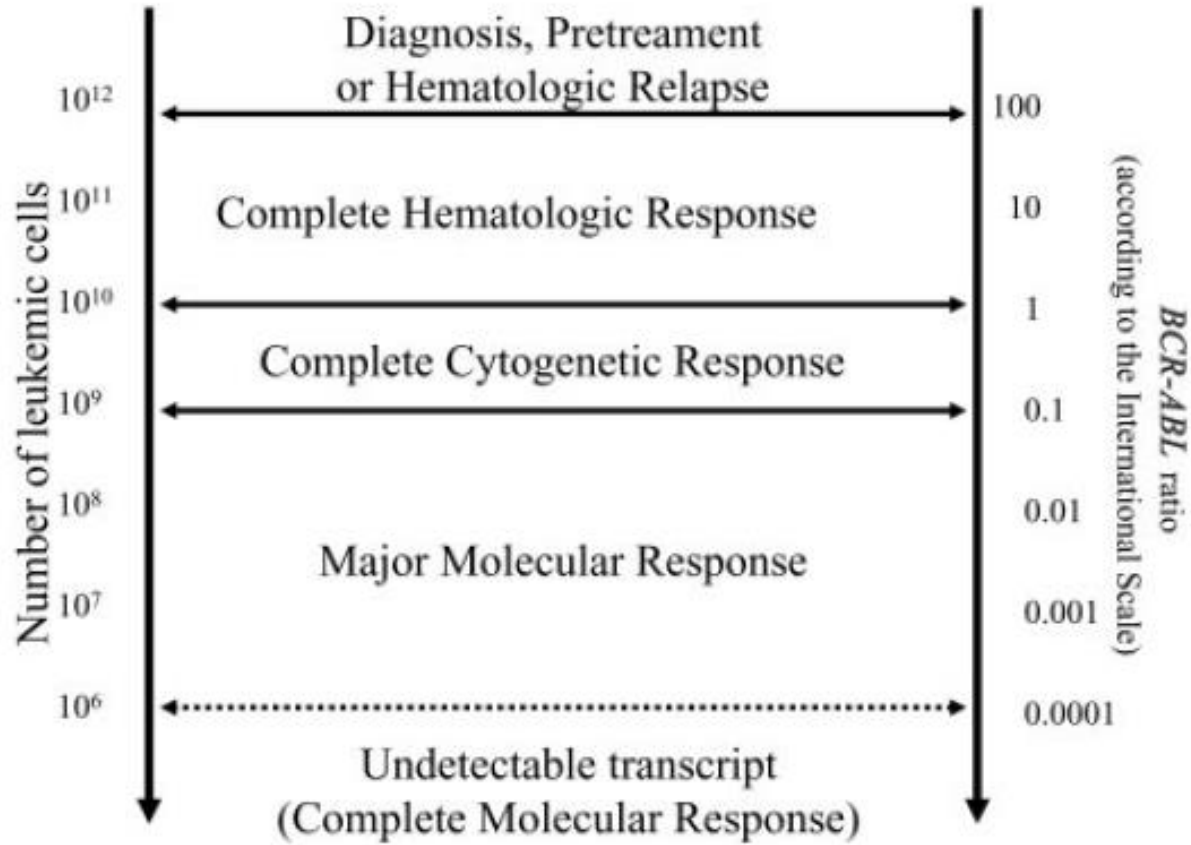 Diagnosis, Pretreament
or Hematologic Relapse
10¹² 100
10¹¹ Complete Hematologic Response 10
10¹⁰ 1
Complete Cytogenetic Response
10⁹ 0.1
10⁸ 0.01
Major Molecular Response
10⁷ 0.001
10⁶ 0.0001
Undetectable transcript
(Complete Molecular Response)
Number of leukemic cells
BCR-ABL ratio
(according to the International Scale)